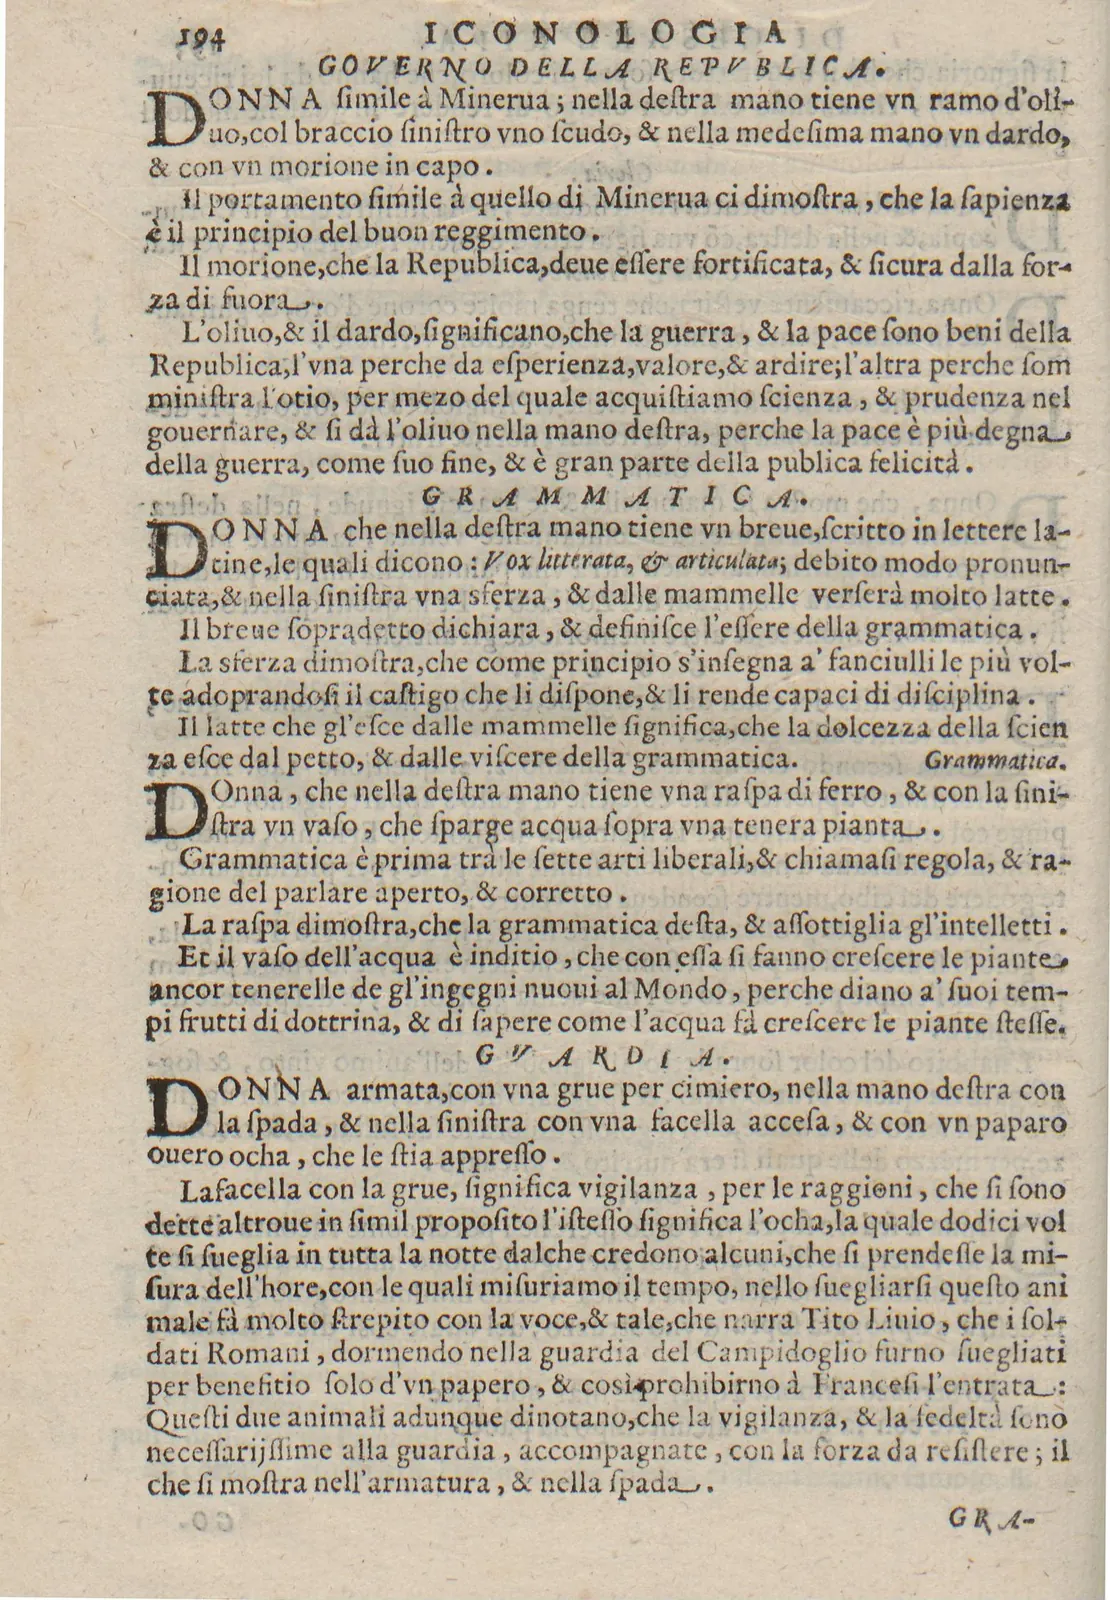 194 ICONOLOGIA
GOVERNO DELLA REPVBLICA.
DONNA ſimile à Minerua; nella deſtra mano tiene vn ramo d'oli-
uo,col braccio ſiniſtro vno ſcudo, & nella medeſima mano vn dardo,
& con vn morione in capo.
Il portamento ſimile à quello di Minerua ci dimoſtra, che la ſapienza
è il principio del buon reggimento.
Il morione,che la Republica,deue eſſere fortificata, & ſicura dalla for-
za di fuora.
L'oliuo,& il dardo,ſignificano,che la guerra, & la pace ſono beni della
Republica,l'vna perche da eſperienza,valore,& ardire;l'altra perche ſom
miniſtra l'otio, per mezo del quale acquiſtiamo ſcienza, & prudenza nel
gouernare, & ſi dà l'oliuo nella mano deſtra, perche la pace è più degna
della guerra, come ſuo fine, & è gran parte della publica felicità.
GRAMMATICA.
DONNA che nella deſtra mano tiene vn breue,ſcritto in lettere la-
tine,le quali dicono: Vox litterata, & articulata; debito modo pronun-
ciata,& nella ſiniſtra vna sferza, & dalle mammelle verſerà molto latte.
Il breue ſopradetto dichiara, & definiſce l'eſſere della grammatica.
La sferza dimoſtra,che come principio s'inſegna a' fanciulli le più vol-
te adoprandoſi il caſtigo che li diſpone,& li rende capaci di diſciplina.
Il latte che gl'eſce dalle mammelle ſignifica,che la dolcezza della ſcien
za eſce dal petto, & dalle viſcere della grammatica. Grammatica.
DOnna, che nella deſtra mano tiene vna raſpa di ferro, & con la ſini-
ſtra vn vaſo, che ſparge acqua ſopra vna tenera pianta.
Grammatica è prima trà le ſette arti liberali,& chiamaſi regola, & ra-
gione del parlare aperto, & corretto.
La raſpa dimoſtra,che la grammatica deſta, & aſſottiglia gl'intelletti.
Et il vaſo dell'acqua è inditio, che con eſſa ſi fanno creſcere le piante
ancor tenerelle de gl'ingegni nuoui al Mondo, perche diano a' ſuoi tem-
pi frutti di dottrina, & di ſapere come l'acqua fà creſcere le piante ſteſſe.
GVARDIA.
DONNA armata,con vna grue per cimiero, nella mano deſtra con
la ſpada, & nella ſiniſtra con vna facella acceſa, & con vn paparo
ouero ocha, che le ſtia appreſſo.
La facella con la grue, ſignifica vigilanza, per le raggioni, che ſi ſono
dette altroue in ſimil propoſito l'iſteſſo ſignifica l'ocha,la quale dodici vol
te ſi ſueglia in tutta la notte dalche credono alcuni,che ſi prendeſſe la mi-
ſura dell'hore,con le quali miſuriamo il tempo, nello ſuegliarſi queſto ani
male fà molto ſtrepito con la voce,& tale,che narra Tito Liuio, che i ſol-
dati Romani, dormendo nella guardia del Campidoglio furno ſuegliati
per benefitio ſolo d'vn papero, & così prohibirno à Franceſi l'entrata:
Queſti due animali adunque dinotano,che la vigilanza, & la fedeltà ſono
neceſſarijſſime alla guardia, accompagnate, con la forza da reſiſtere; il
che ſi moſtra nell'armatura, & nella ſpada.
GRA-